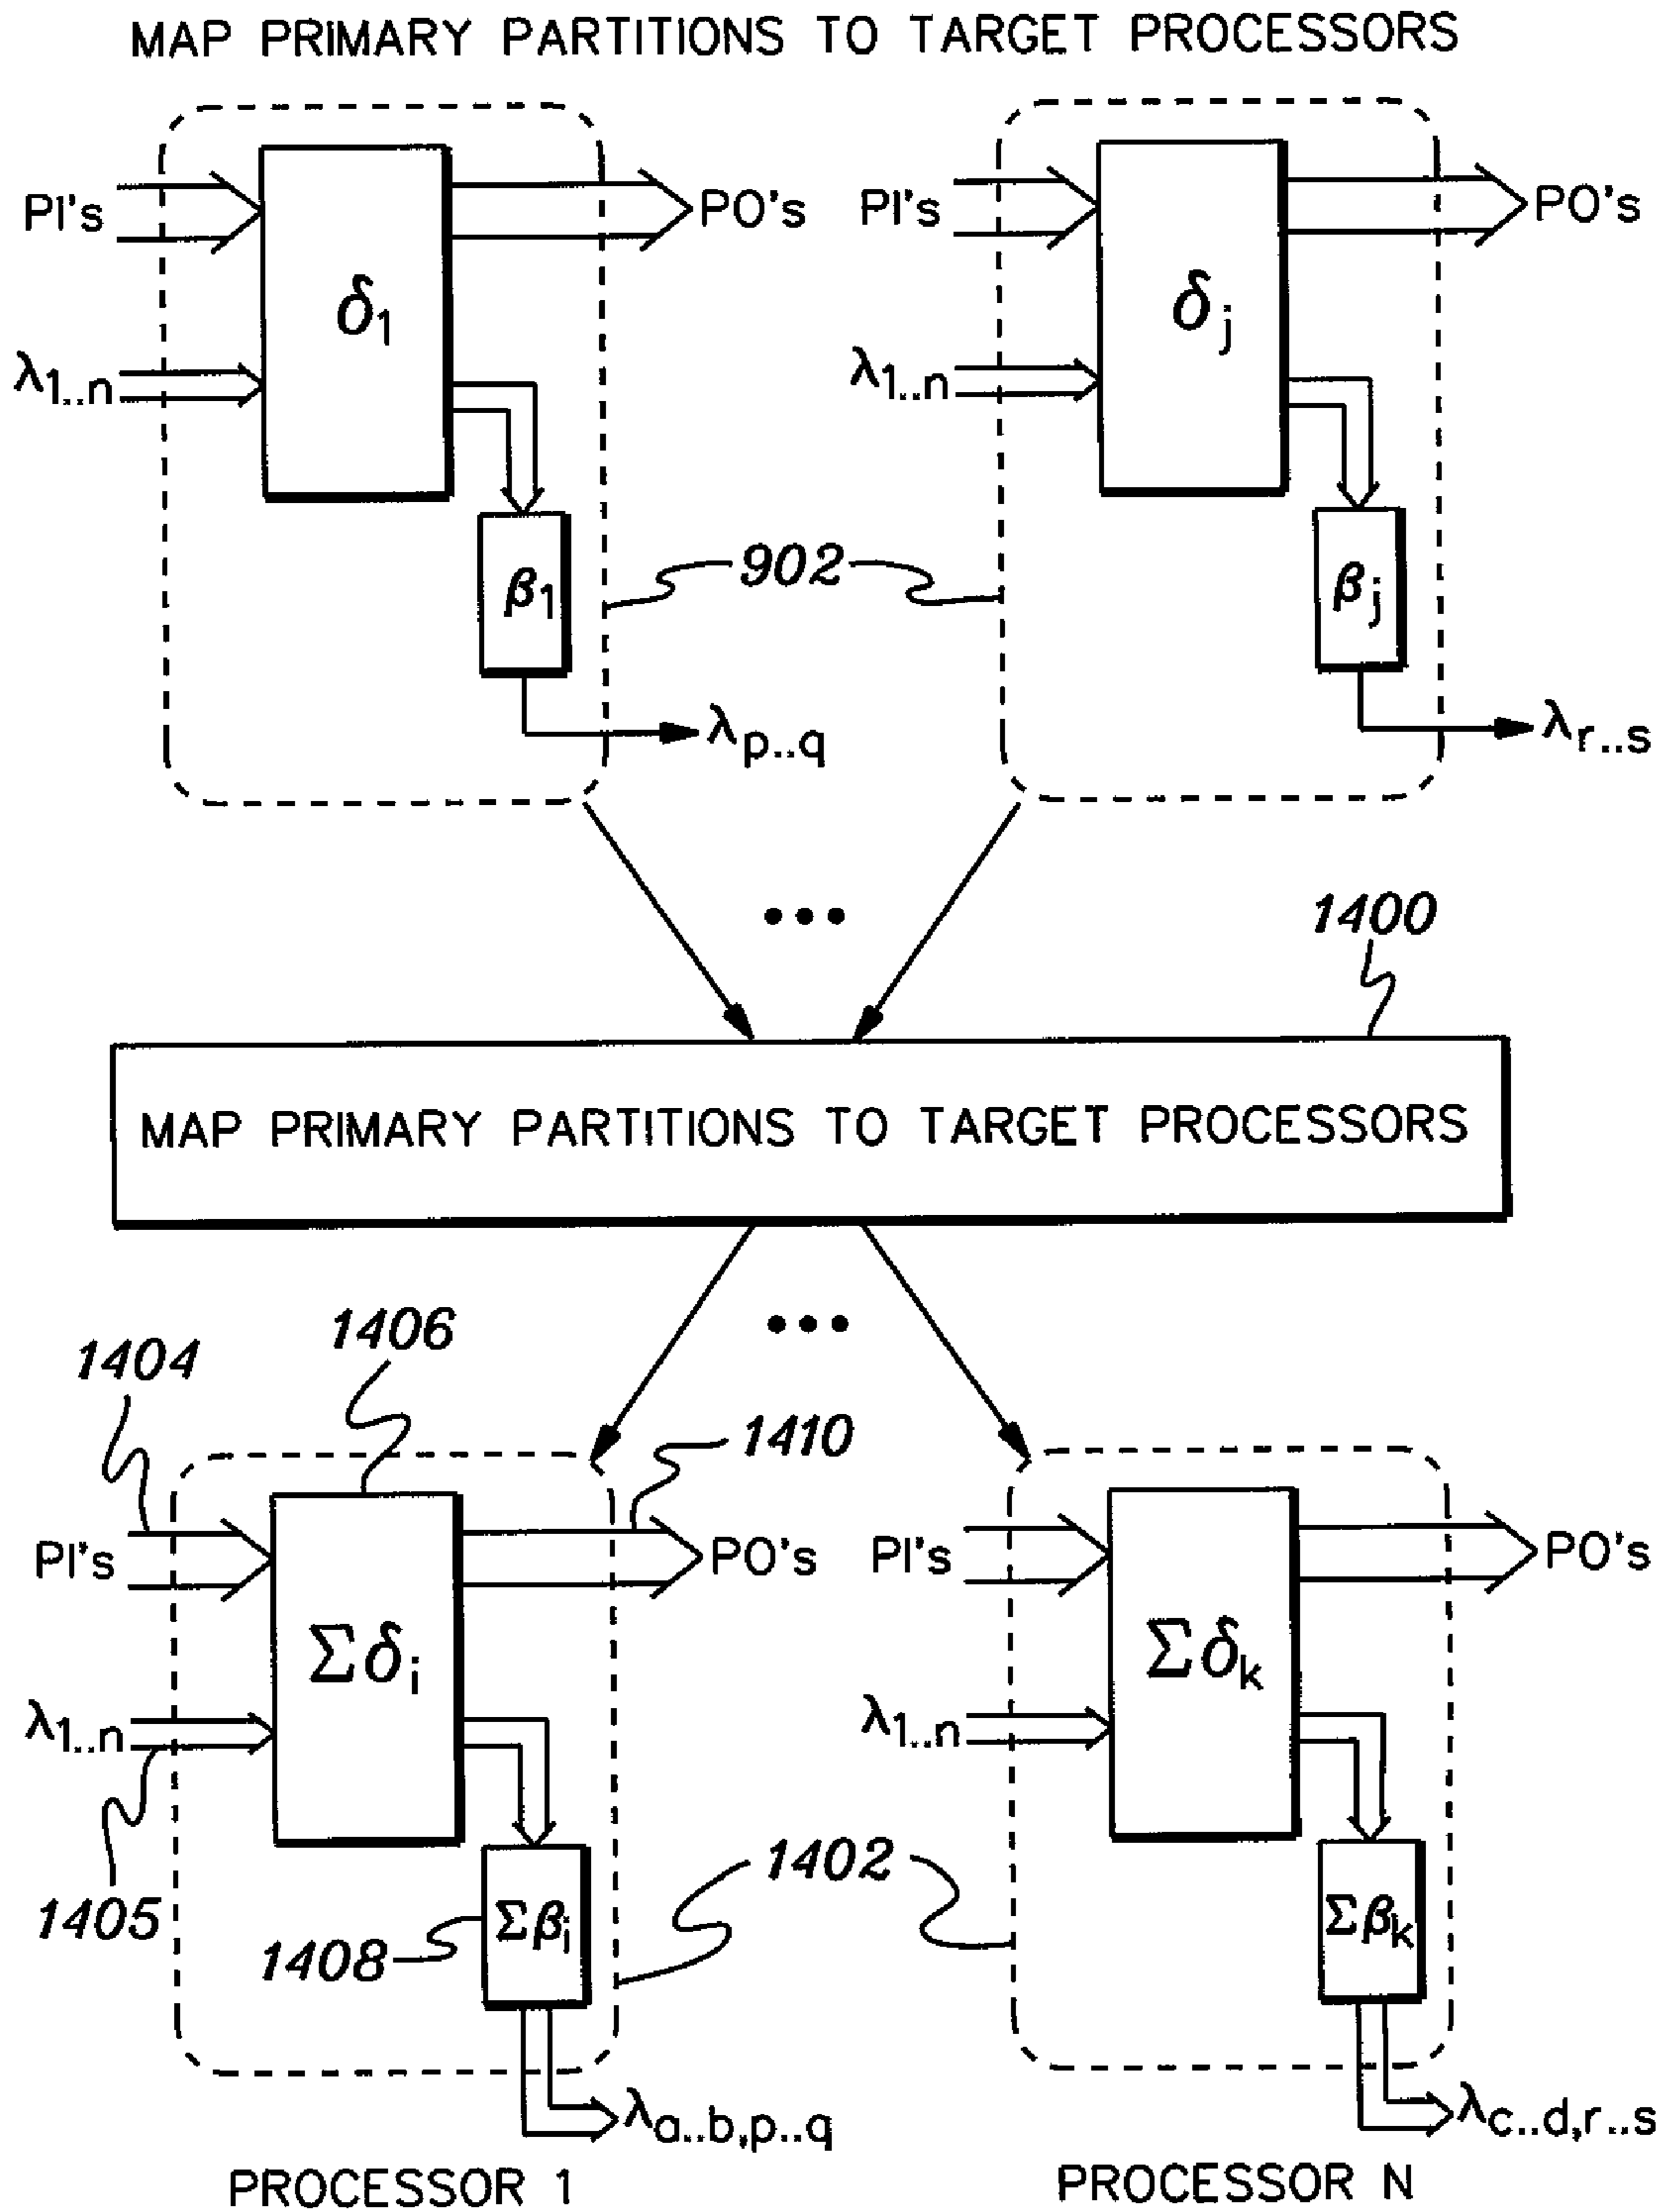 MAP PRIMARY PARTITIONS TO TARGET PROCESSORS
PI's
δ1
PO's
λ1..n
β1
λp..q
902
PI's
δj
PO's
λ1..n
βj
λr..s
•••
1400
MAP PRIMARY PARTITIONS TO TARGET PROCESSORS
•••
1404
1406
1410
PI's
Σδi
PO's
λ1..n
1405
1408
Σβi
1402
λa..b,p..q
PROCESSOR 1
PI's
Σδk
PO's
λ1..n
Σβk
λc..d,r..s
PROCESSOR N